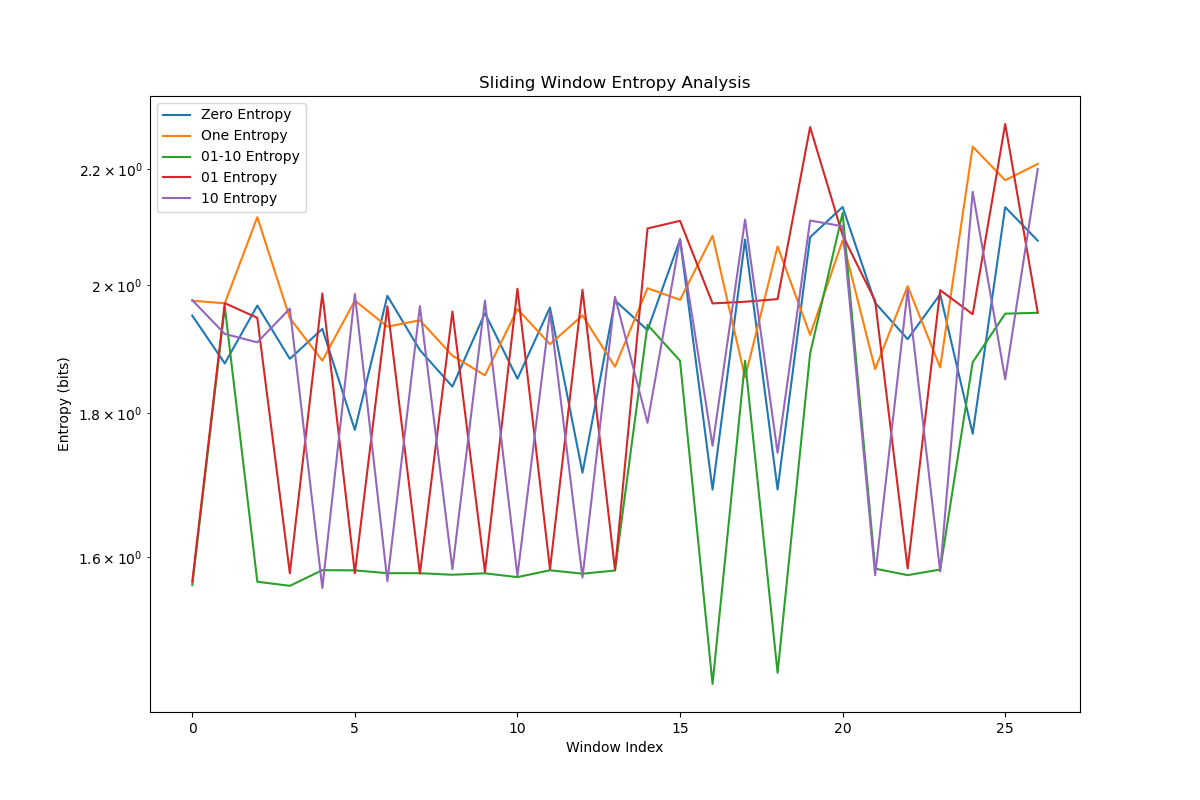 Sliding Window Entropy Analysis
Zero Entropy
One Entropy
01-10 Entropy
01 Entropy
10 Entropy
2.2 × 10⁰
2 × 10⁰
1.8 × 10⁰
1.6 × 10⁰
Entropy (bits)
0 5 10 15 20 25
Window Index